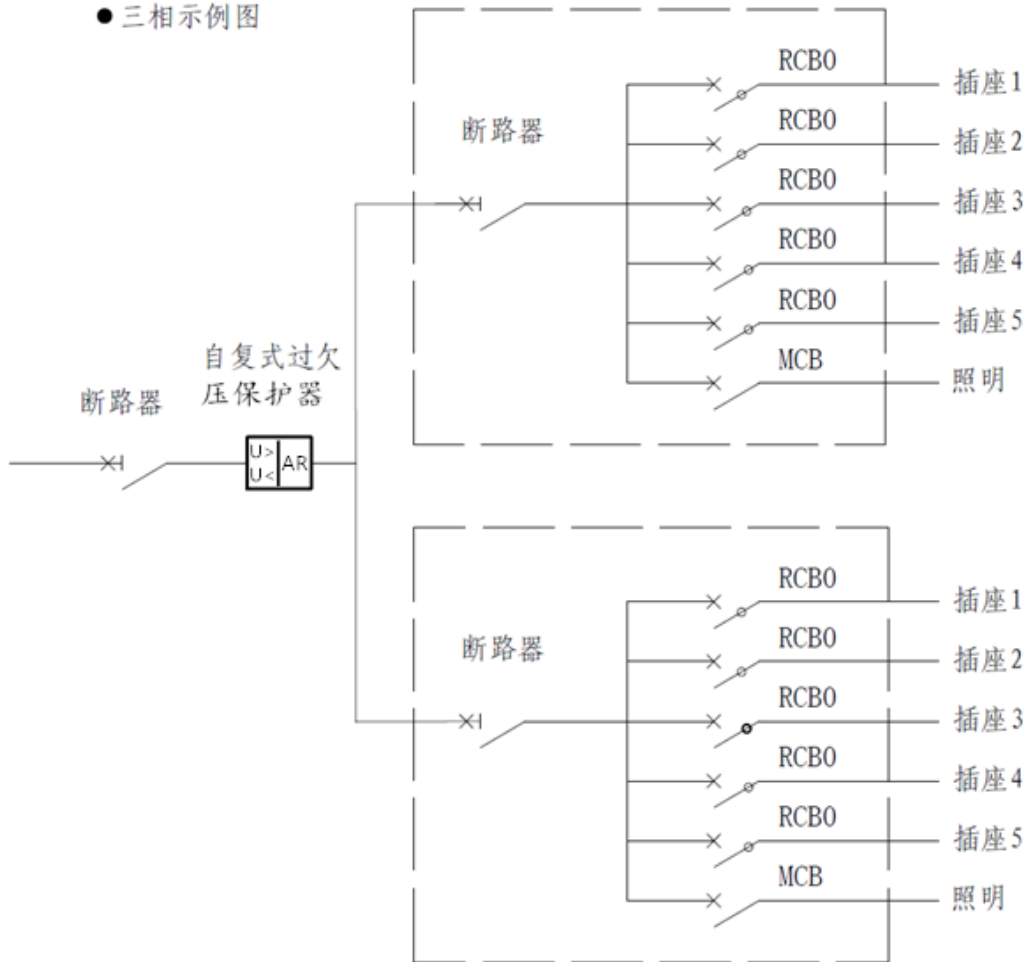 ● 三相示例图
RCBO
插座1
断路器
RCBO
插座2
RCBO
插座3
RCBO
插座4
RCBO
插座5
MCB
照明
自复式过欠
压保护器
断路器
U>
U<
AR
RCBO
插座1
断路器
RCBO
插座2
RCBO
插座3
RCBO
插座4
RCBO
插座5
MCB
照明